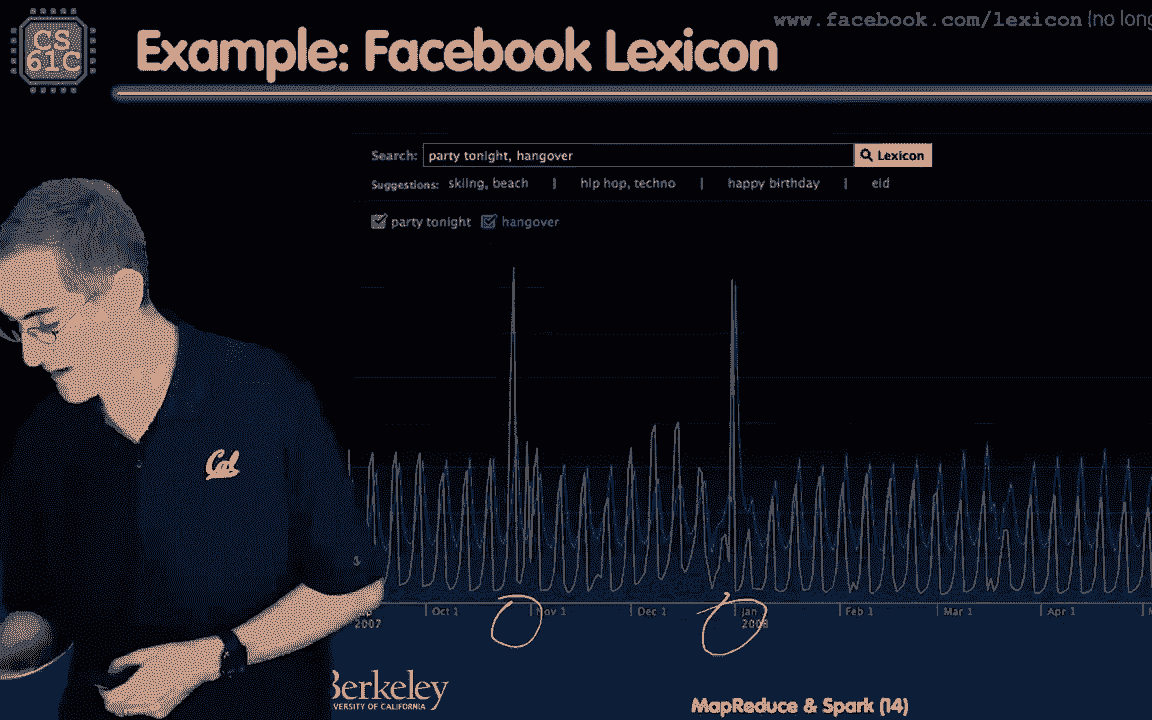 www.facebook.com/lexicon (no long
CS
61C
Example: Facebook Lexicon
Search: party tonight, hangover Lexicon
Suggestions: skiing, beach | hip hop, techno | happy birthday | eid
party tonight hangover
Cal
Oct 1 Nov 1 Dec 1 Jan Feb 1 Mar 1 Apr 1
2007 2008
Berkeley
VERSITY OF CALIFORNIA
MapReduce & Spark (14)